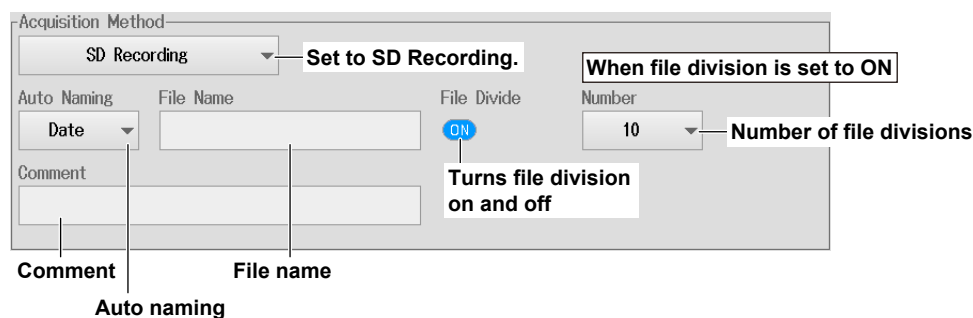 Acquisition Method
SD Recording
Set to SD Recording.
When file division is set to ON
Auto Naming
File Name
File Divide
Number
Date
ON
10
Number of file divisions
Comment
Turns file division
on and off
Comment
File name
Auto naming